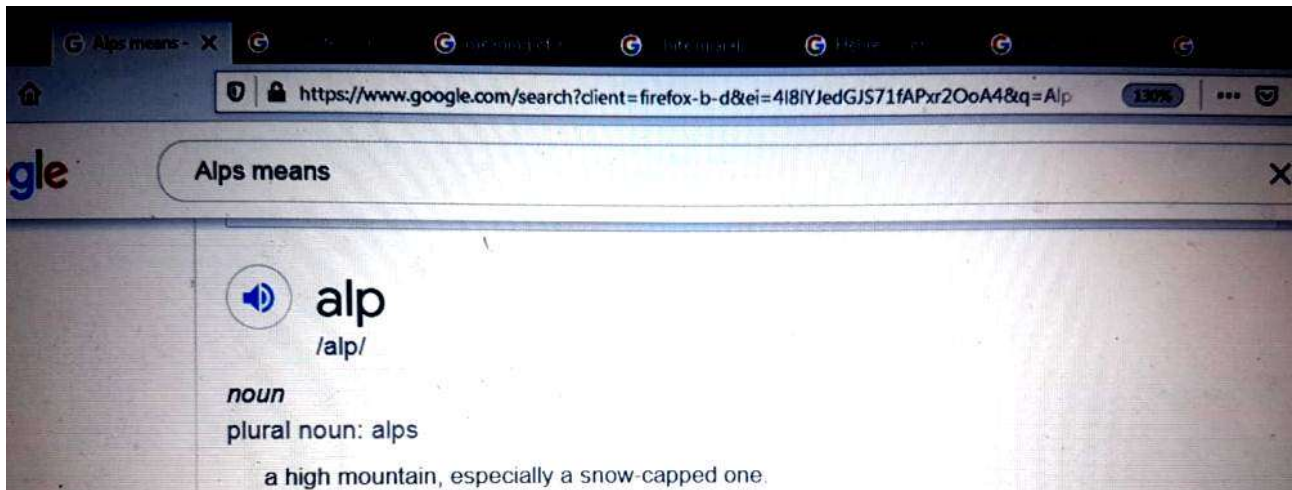 Alps means -
https://www.google.com/search?client=firefox-b-d&ei=4I8IYJedGJS71fAPxr2OoA4&q=Alp
130%
gle
Alps means
alp
/alp/
noun
plural noun: alps
a high mountain, especially a snow-capped one.